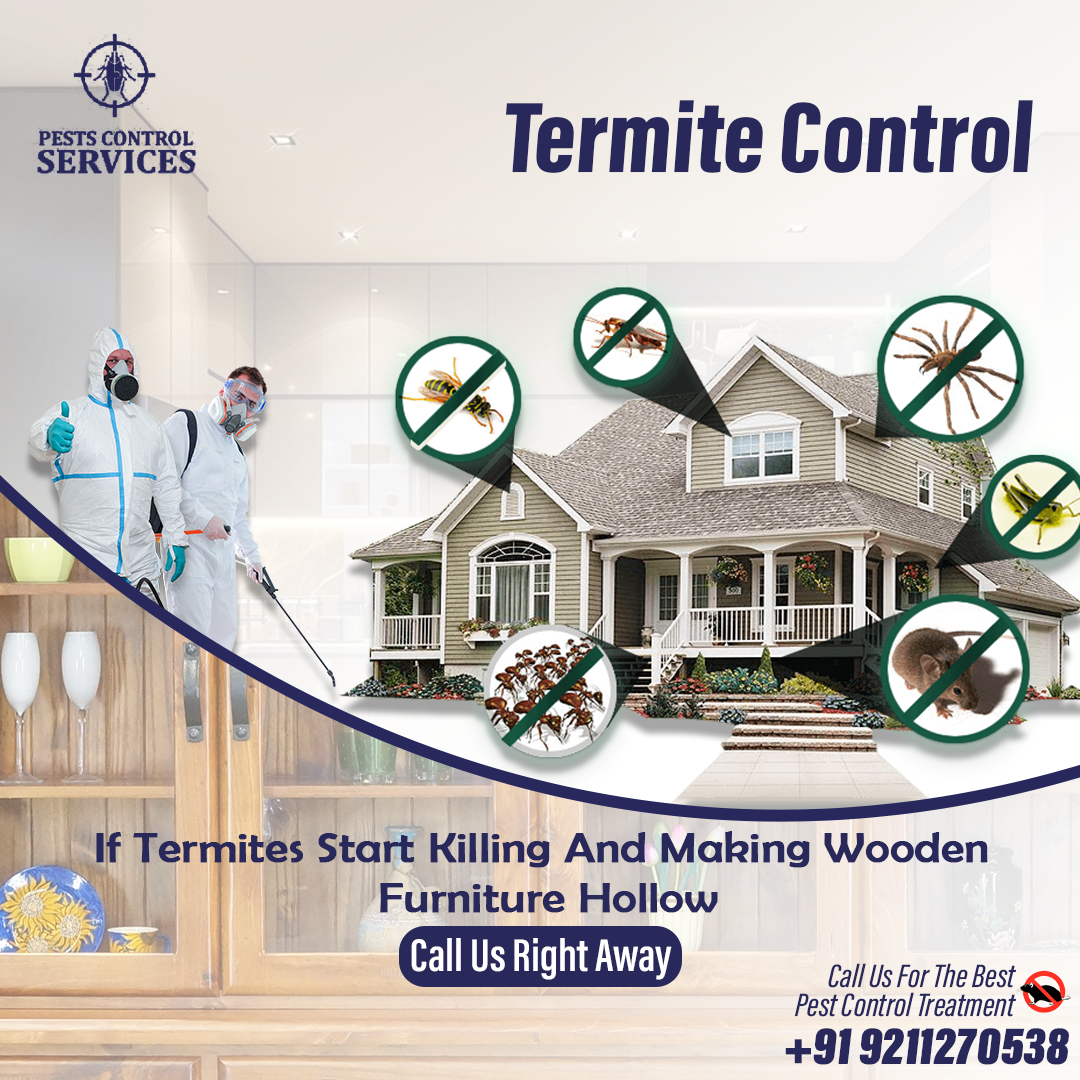 PESTS CONTROL
SERVICES
Termite Control
500
If Termites Start Killing And Making Wooden
Furniture Hollow
Call Us Right Away
Call Us For The Best
Pest Control Treatment
+91 9211270538